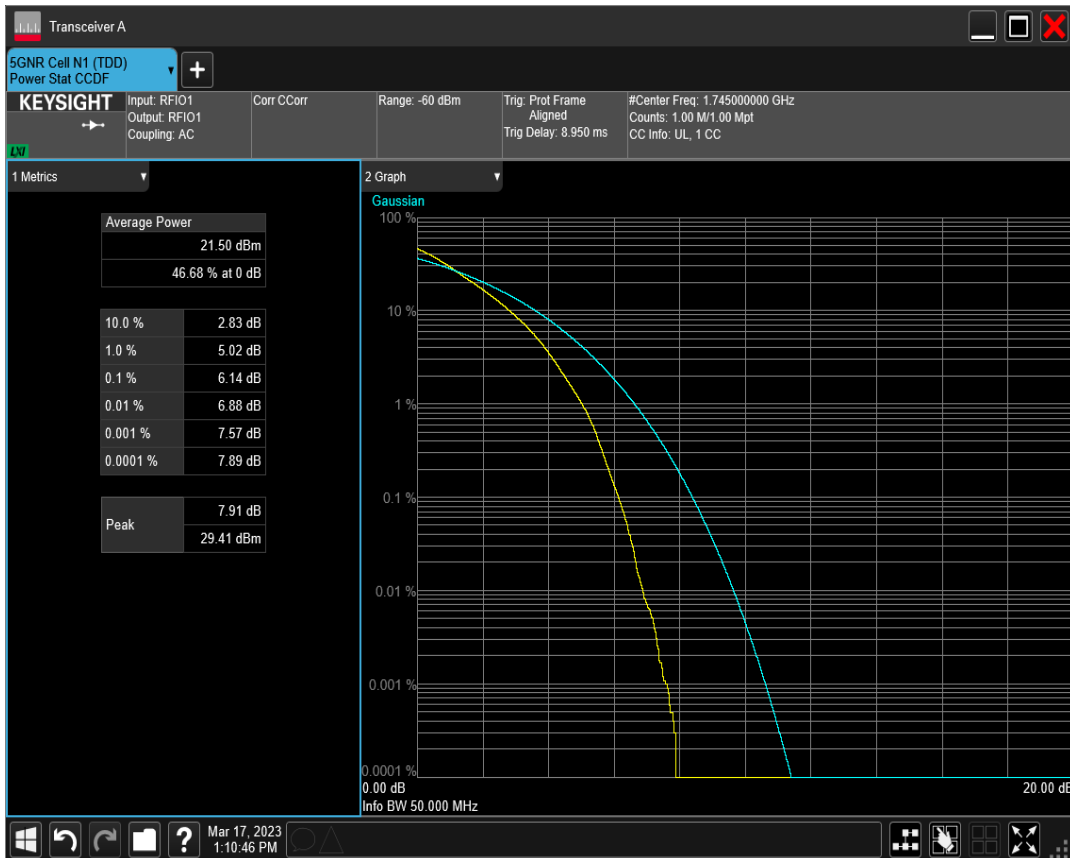 Transceiver A
5GNR Cell N1 (TDD)
Power Stat CCDF
+
KEYSIGHT
LXI
Input: RFIO1
Output: RFIO1
Coupling: AC
Corr CCorr
Range: -60 dBm
Trig: Prot Frame
Aligned
Trig Delay: 8.950 ms
#Center Freq: 1.745000000 GHz
Counts: 1.00 M/1.00 Mpt
CC Info: UL, 1 CC
1 Metrics
Average Power
21.50 dBm
46.68 % at 0 dB
10.0 % 2.83 dB
1.0 % 5.02 dB
0.1 % 6.14 dB
0.01 % 6.88 dB
0.001 % 7.57 dB
0.0001 % 7.89 dB
Peak
7.91 dB
29.41 dBm
2 Graph
Gaussian
100 %
10 %
1 %
0.1 %
0.01 %
0.001 %
0.0001 %
0.00 dB 20.00 dB
Info BW 50.000 MHz
?
Mar 17, 2023
1:10:46 PM